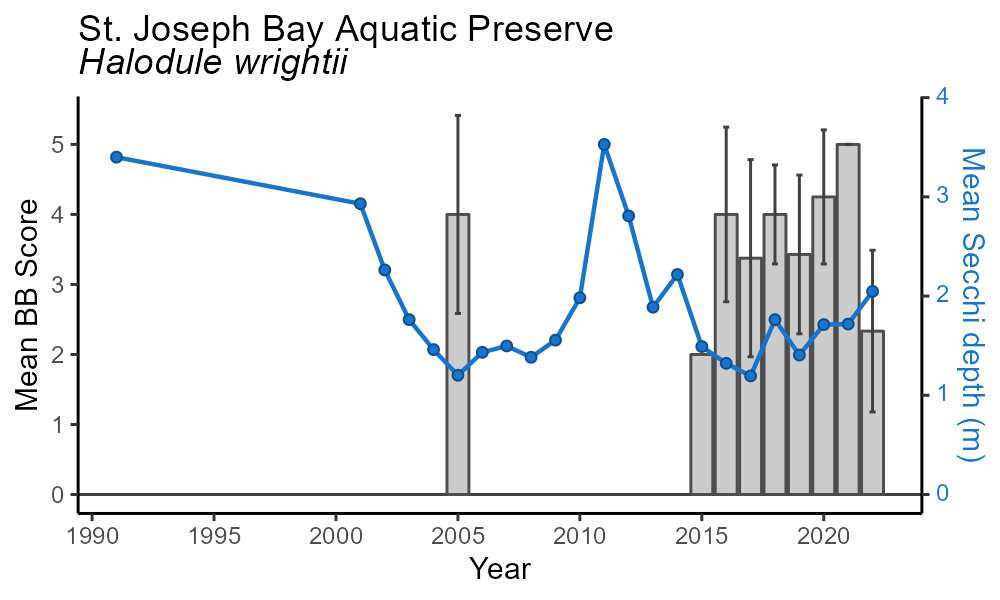 St. Joseph Bay Aquatic Preserve
Halodule wrightii
Mean BB Score
5
4
3
2
1
0
4
3
2
1
0
Mean Secchi depth (m)
1990 1995 2000 2005 2010 2015 2020
Year